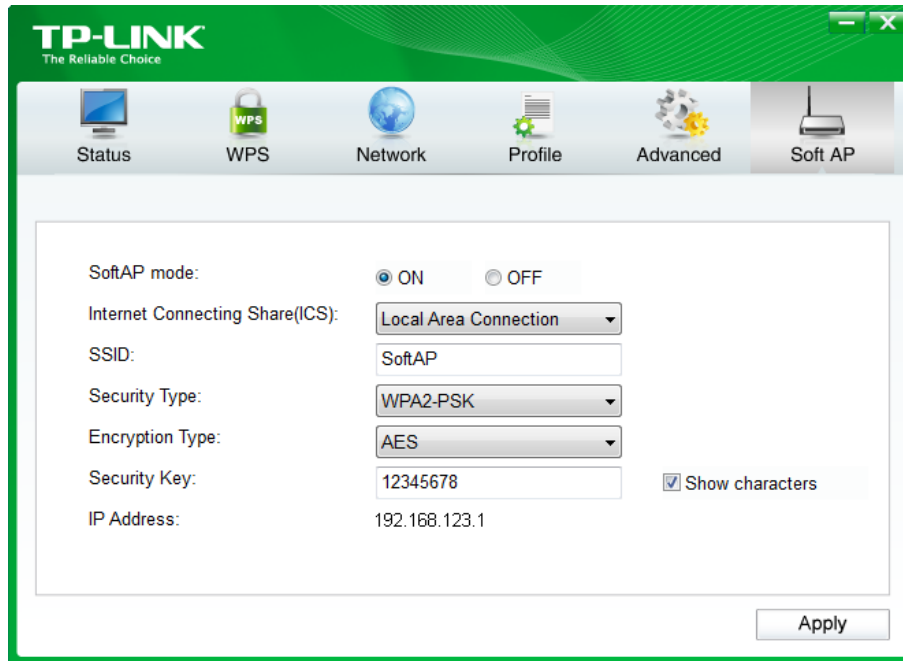 TP-LINK
The Reliable Choice
WPS
Status WPS Network Profile Advanced Soft AP
SoftAP mode: ON OFF
Internet Connecting Share(ICS): Local Area Connection
SSID: SoftAP
Security Type: WPA2-PSK
Encryption Type: AES
Security Key: 12345678 Show characters
IP Address: 192.168.123.1
Apply